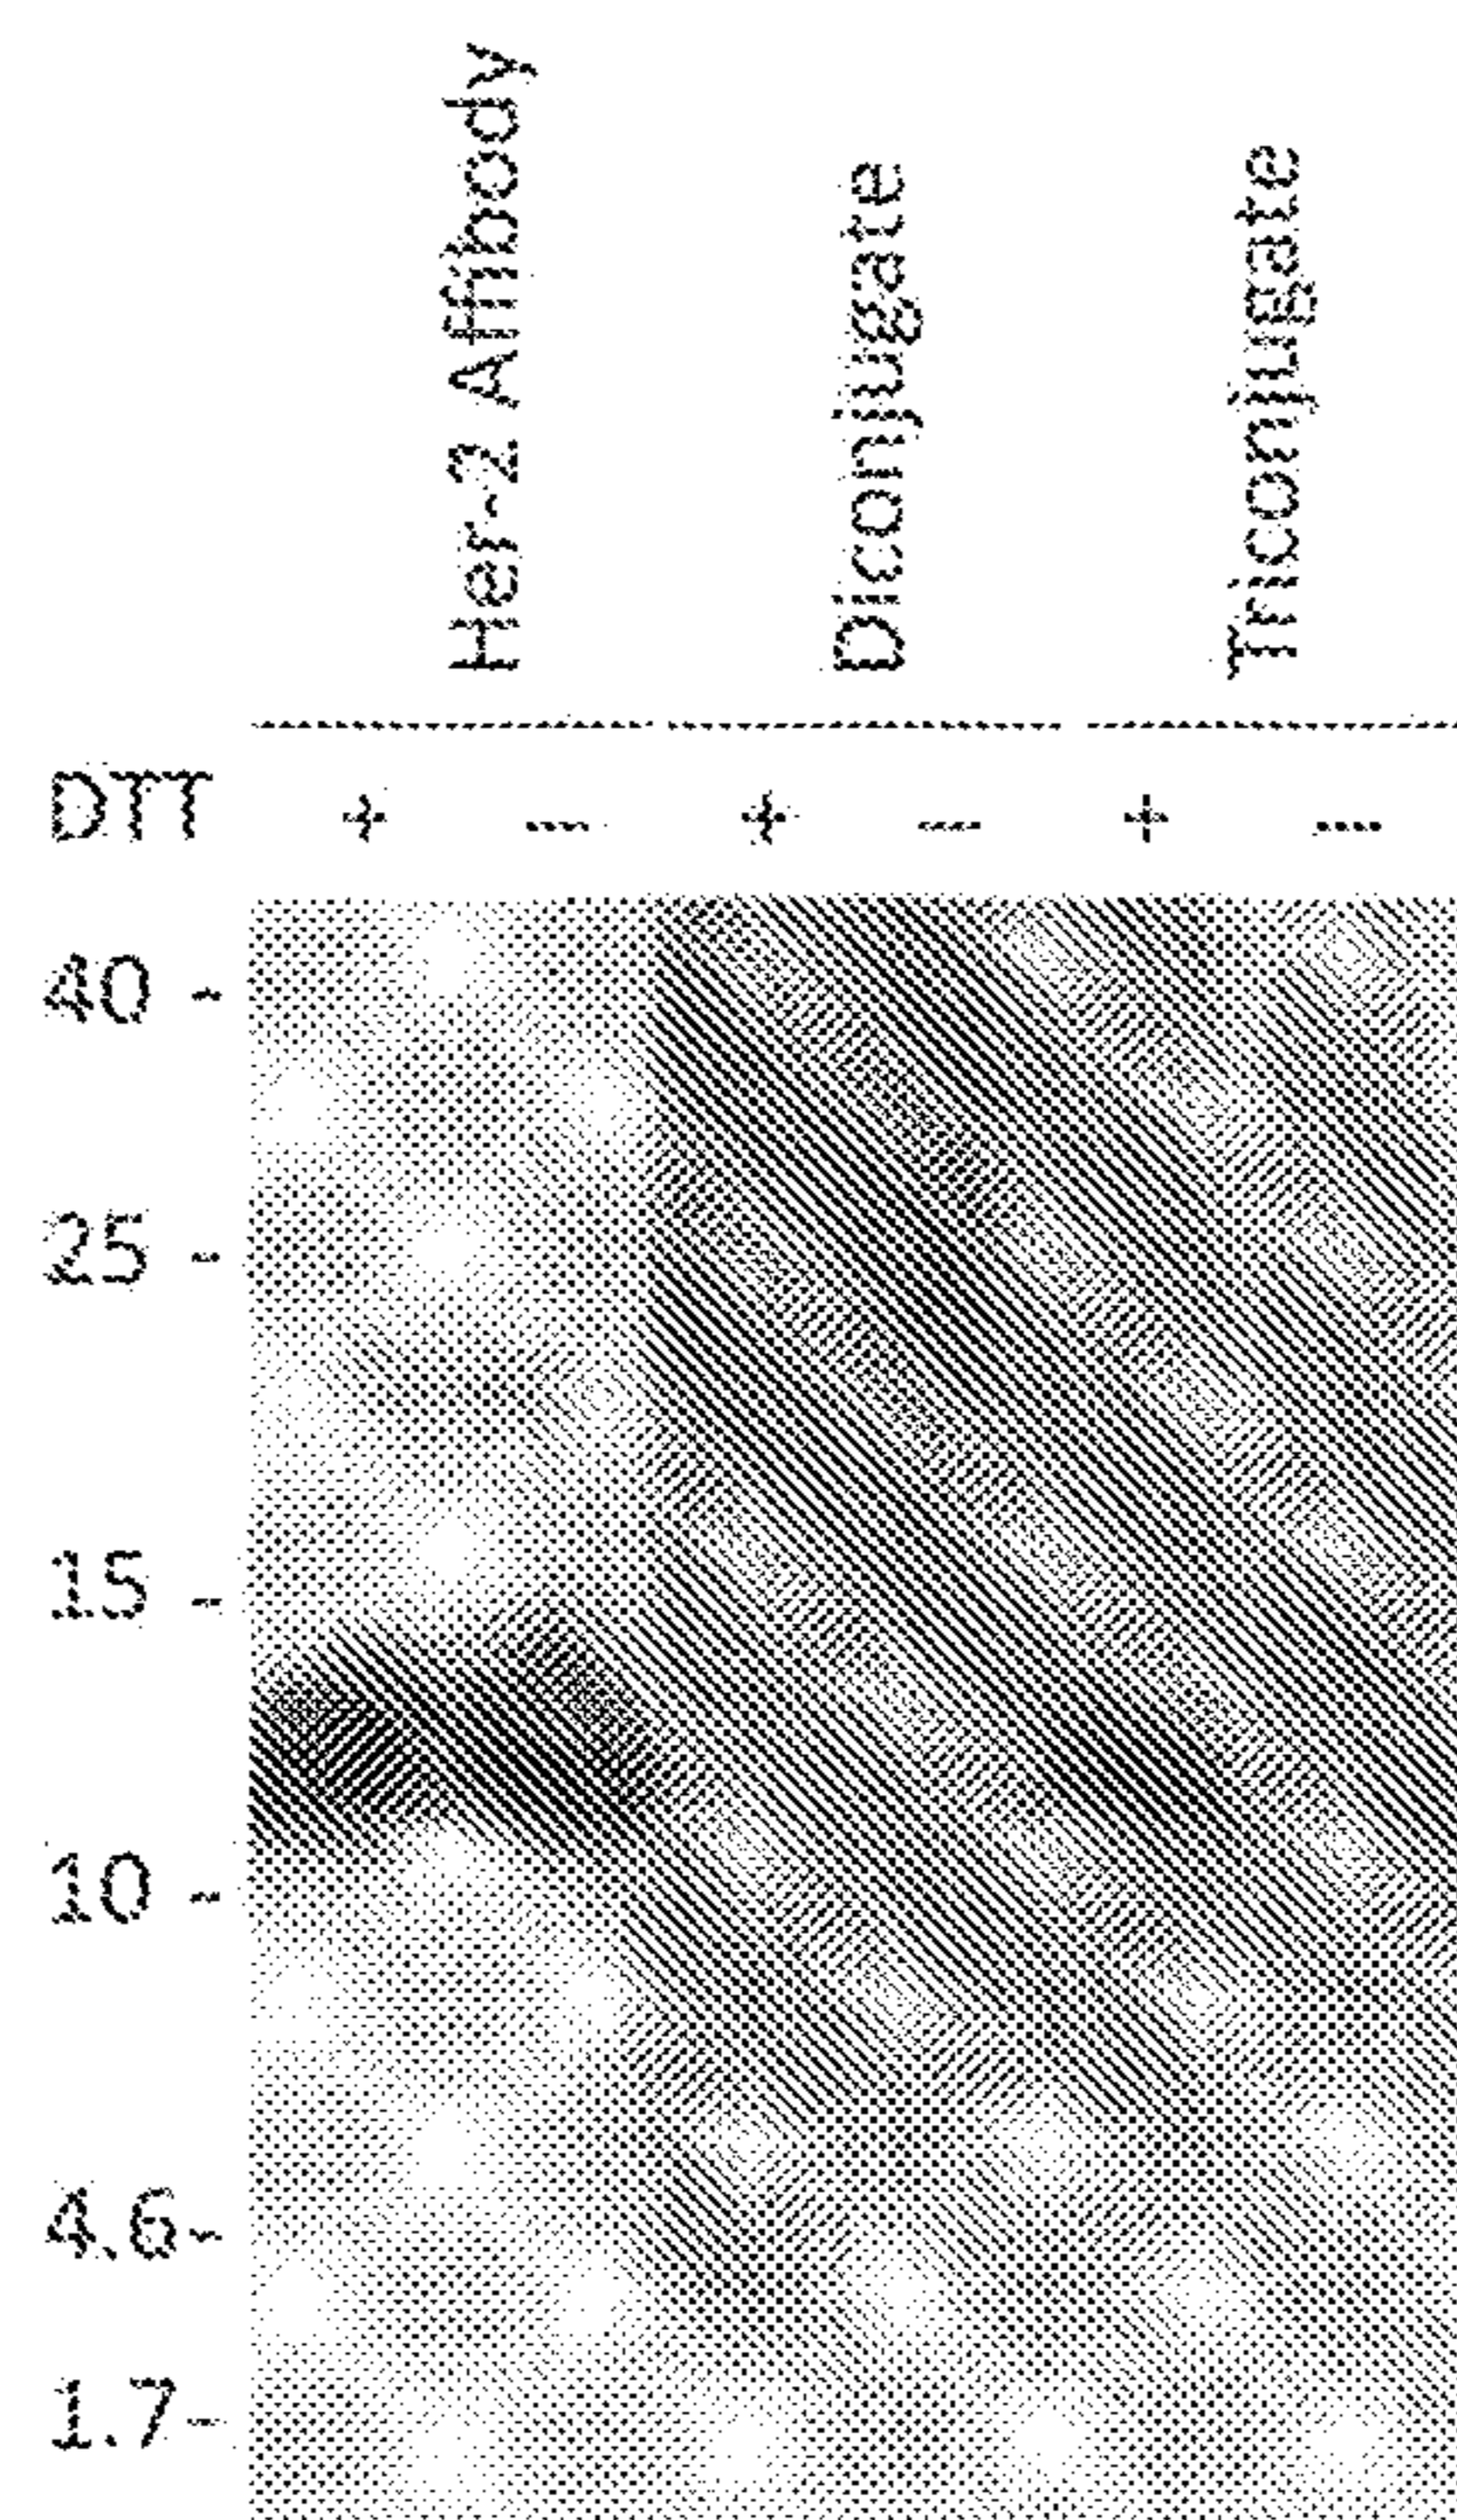 Her-2 Affibody
Diconjugate
Triconjugate
DTT + – + – + –
40 -
25 -
15 -
10 -
4.6-
1.7-